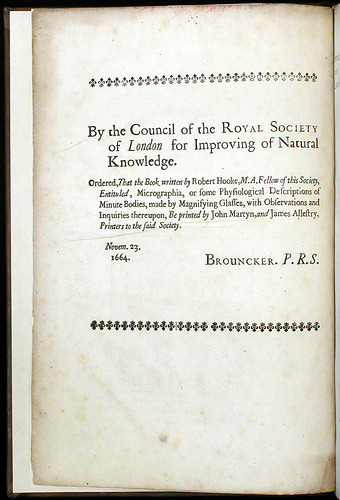 By the Council of the ROYAL SOCIETY
of London for Improving of Natural
Knowledge.
Ordered, That the Book written by Robert Hooke, M.A. Fellow of this Society,
Entituled, Micrographia, or some Phyſiological Deſcriptions of
Minute Bodies, made by Magnifying Glaſſes, with Obſervations and
Inquiries thereupon, Be printed by John Martyn, and James Alleſtry,
Printers to the ſaid Society.
Novem. 23.
1664.
BROUNCKER. P.R.S.